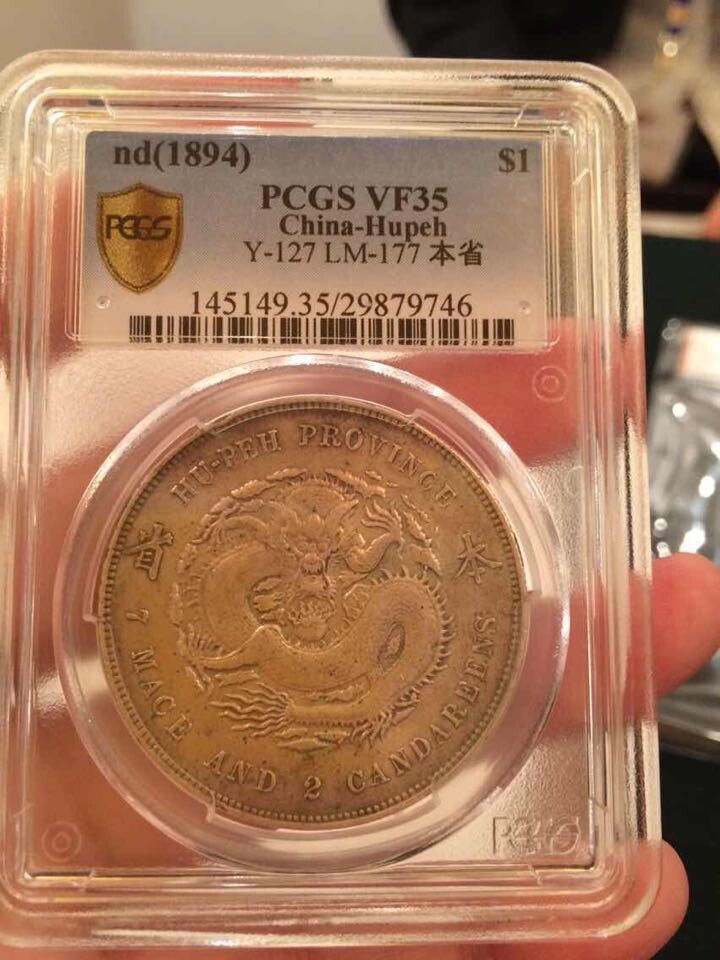 nd(1894) $1
PCGS VF35
China-Hupeh
PCGS
Y-127 LM-177 本省
145149.35/29879746
HU-PEH PROVINCE
省 本
7 MACE AND 2 CANDAREENS
PCGS